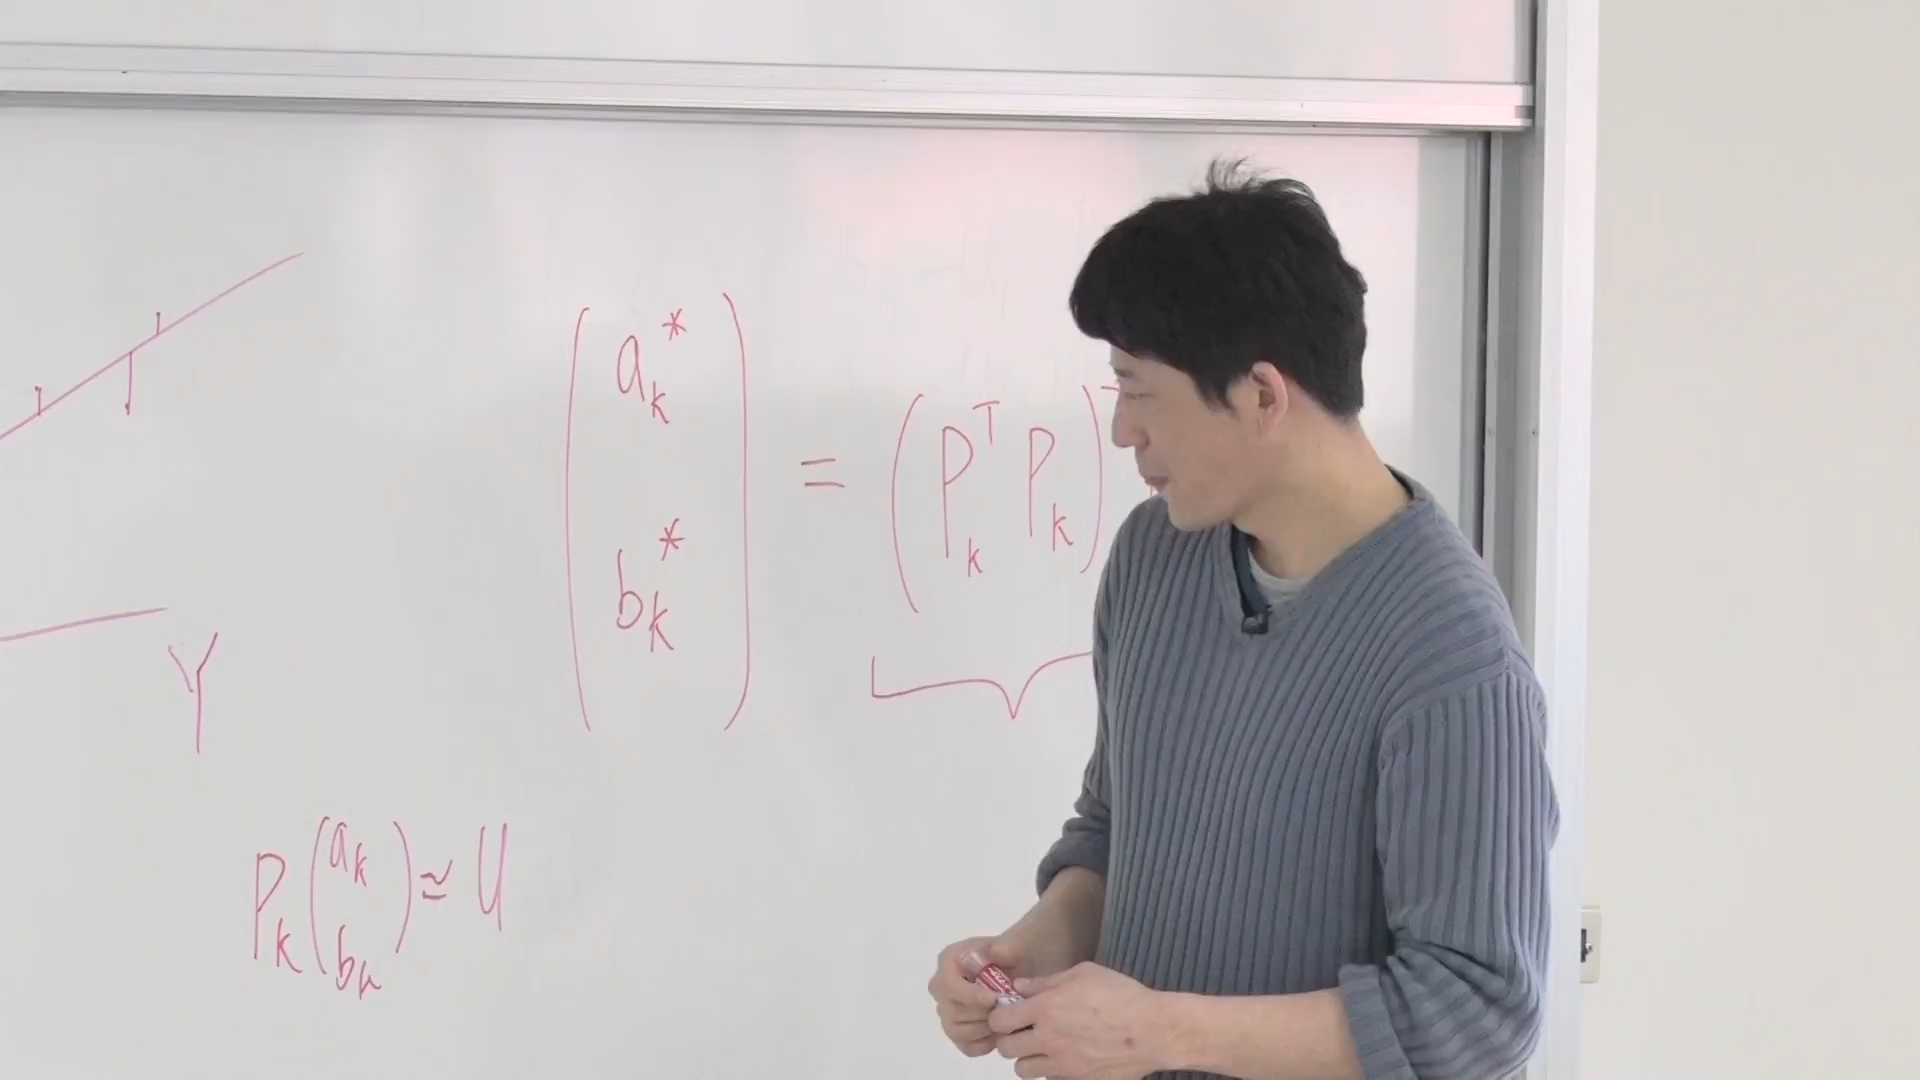 a_k^*
= (P_k^T P_k)
b_k^*
Y
P_k (a_k b_k) ≃ U